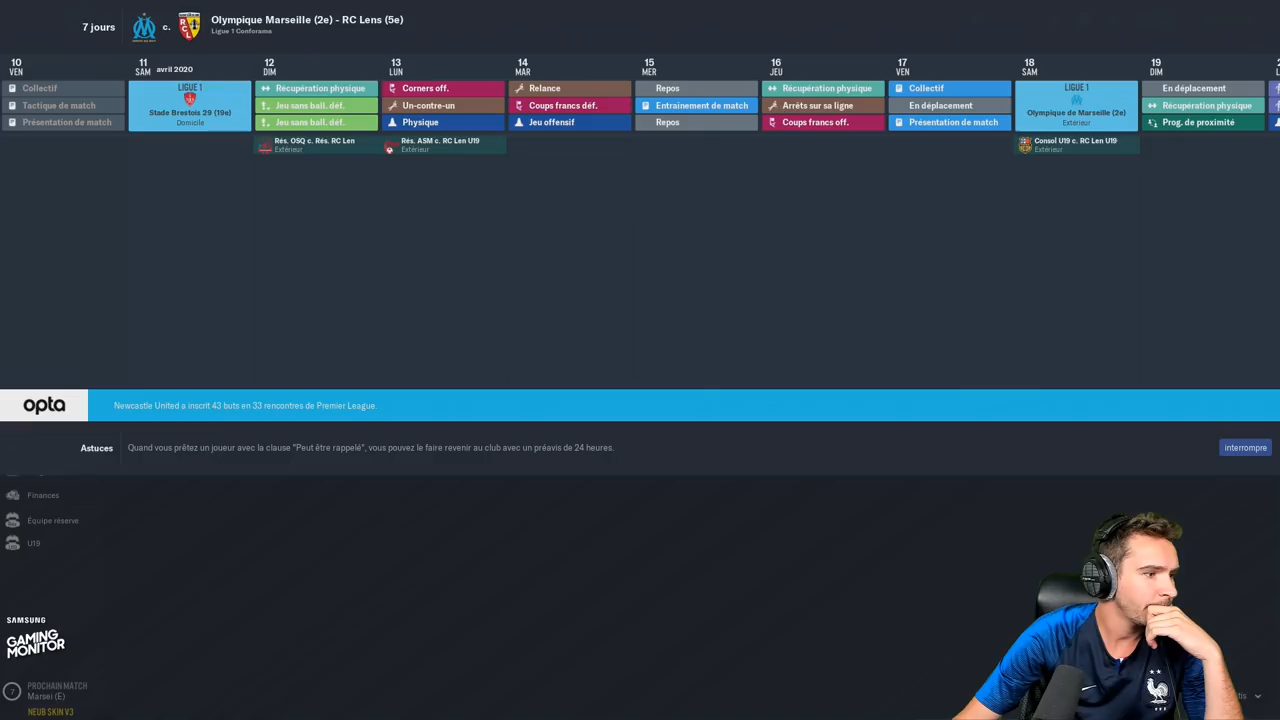 7 jours
c.
Olympique Marseille (2e) - RC Lens (5e)
Ligue 1 Conforama
10
VEN
11
SAM avril 2020
12
DIM
13
LUN
14
MAR
15
MER
16
JEU
17
VEN
18
SAM
19
DIM
Collectif
Tactique de match
Présentation de match
LIGUE 1
Stade Brestois 29 (19e)
Domicile
Récupération physique
Jeu sans ball. déf.
Jeu sans ball. déf.
Corners off.
Un-contre-un
Physique
Relance
Coups francs déf.
Jeu offensif
Repos
Entrainement de match
Repos
Récupération physique
Arrêts sur sa ligne
Coups francs off.
Collectif
En déplacement
Présentation de match
LIGUE 1
Olympique de Marseille (2e)
Extérieur
En déplacement
Récupération physique
Prog. de proximité
Rés. OSQ c. Rés. RC Len
Extérieur
Rés. ASM c. RC Len U19
Extérieur
Consol U19 c. RC Len U19
Extérieur
opta
Newcastle United a inscrit 43 buts en 33 rencontres de Premier League.
Astuces
Quand vous prêtez un joueur avec la clause "Peut être rappelé", vous pouvez le faire revenir au club avec un préavis de 24 heures.
interrompre
Finances
Équipe réserve
U19
SAMSUNG
GAMING
MONITOR
7
PROCHAIN MATCH
Marsei (E)
NEUB SKIN V3